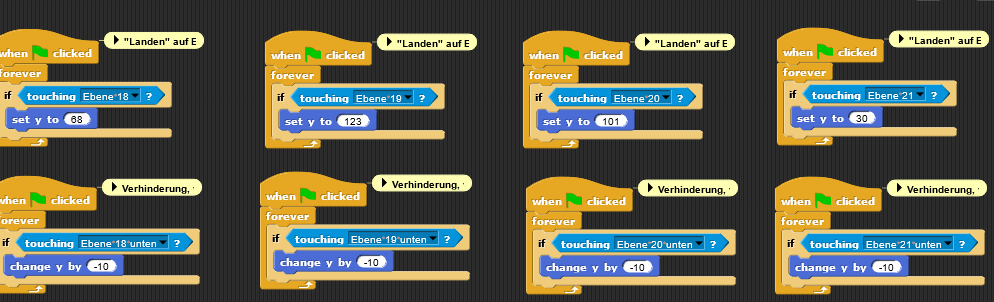 when clicked
"Landen" auf E
forever
if touching Ebene 18 ?
set y to 68
when clicked
"Landen" auf E
forever
if touching Ebene 19 ?
set y to 123
when clicked
"Landen" auf E
forever
if touching Ebene 20 ?
set y to 101
when clicked
"Landen" auf E
forever
if touching Ebene 21 ?
set y to 30
when clicked
Verhinderung,
forever
if touching Ebene 18 unten ?
change y by -10
when clicked
Verhinderung,
forever
if touching Ebene 19 unten ?
change y by -10
when clicked
Verhinderung,
forever
if touching Ebene 20 unten ?
change y by -10
when clicked
Verhinderung,
forever
if touching Ebene 21 unten ?
change y by -10